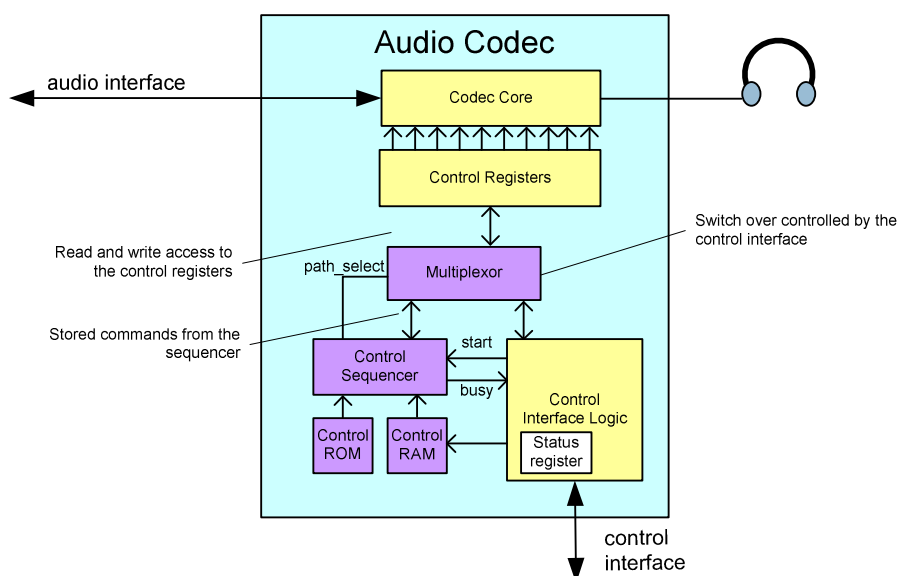 Audio Codec
audio interface
Codec Core
Control Registers
Read and write access to
the control registers
Switch over controlled by the
control interface
path_select
Multiplexor
Stored commands from the
sequencer
Control
Sequencer
start
busy
Control
Interface Logic
Control
ROM
Control
RAM
Status
register
control
interface